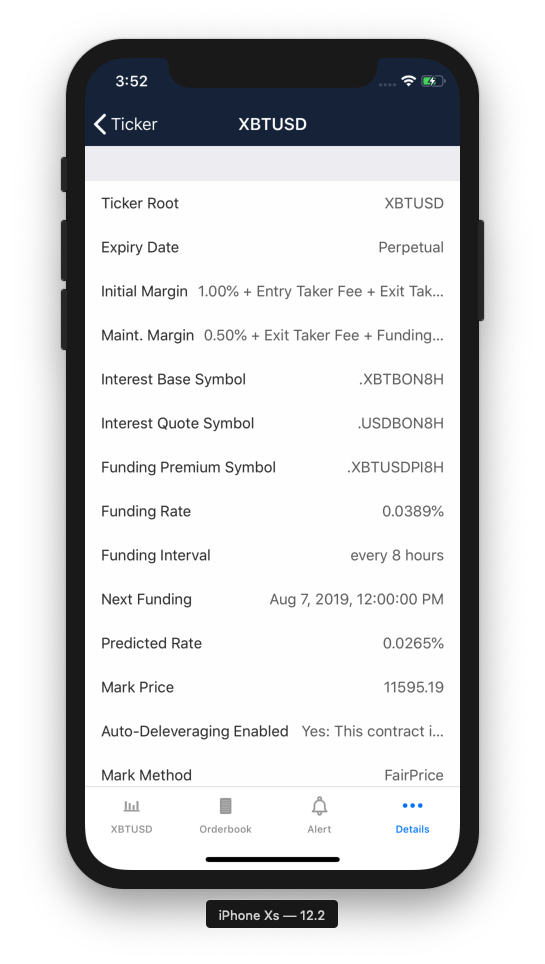 3:52
Ticker XBTUSD
Ticker Root XBTUSD
Expiry Date Perpetual
Initial Margin 1.00% + Entry Taker Fee + Exit Tak...
Maint. Margin 0.50% + Exit Taker Fee + Funding...
Interest Base Symbol .XBTBON8H
Interest Quote Symbol .USDBON8H
Funding Premium Symbol .XBTUSDPI8H
Funding Rate 0.0389%
Funding Interval every 8 hours
Next Funding Aug 7, 2019, 12:00:00 PM
Predicted Rate 0.0265%
Mark Price 11595.19
Auto-Deleveraging Enabled Yes: This contract i...
Mark Method FairPrice
XBTUSD Orderbook Alert Details
iPhone Xs — 12.2